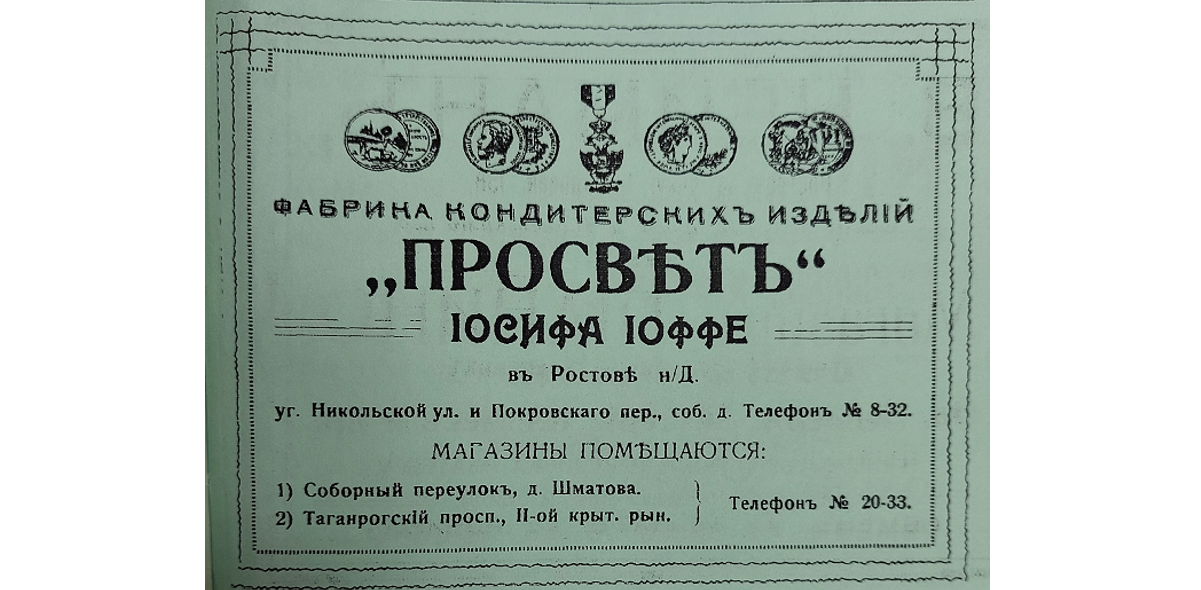 ФАБРИКА КОНДИТЕРСКИХЪ ИЗДѢЛІЙ
„ПРОСВѢТЪ“
ІОСИФА ІОФФЕ
въ Ростовѣ н/Д.
уг. Никольской ул. и Покровскаго пер., соб. д. Телефонъ № 8-32.
МАГАЗИНЫ ПОМѢЩАЮТСЯ:
1) Соборный переулокъ, д. Шматова.
2) Таганрогскій просп., II-ой крыт. рын.
Телефонъ № 20-33.